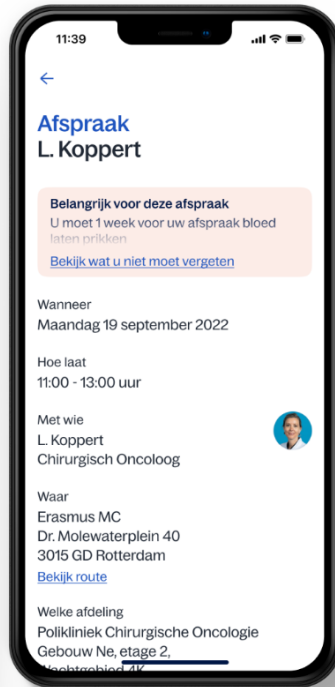 11:39
Afspraak
L. Koppert
Belangrijk voor deze afspraak
U moet 1 week voor uw afspraak bloed
laten prikken
Bekijk wat u niet moet vergeten
Wanneer
Maandag 19 september 2022
Hoe laat
11:00 - 13:00 uur
Met wie
L. Koppert
Chirurgisch Oncoloog
Waar
Erasmus MC
Dr. Molewaterplein 40
3015 GD Rotterdam
Bekijk route
Welke afdeling
Polikliniek Chirurgische Oncologie
Gebouw Ne, etage 2,
Wachtgebied 4K